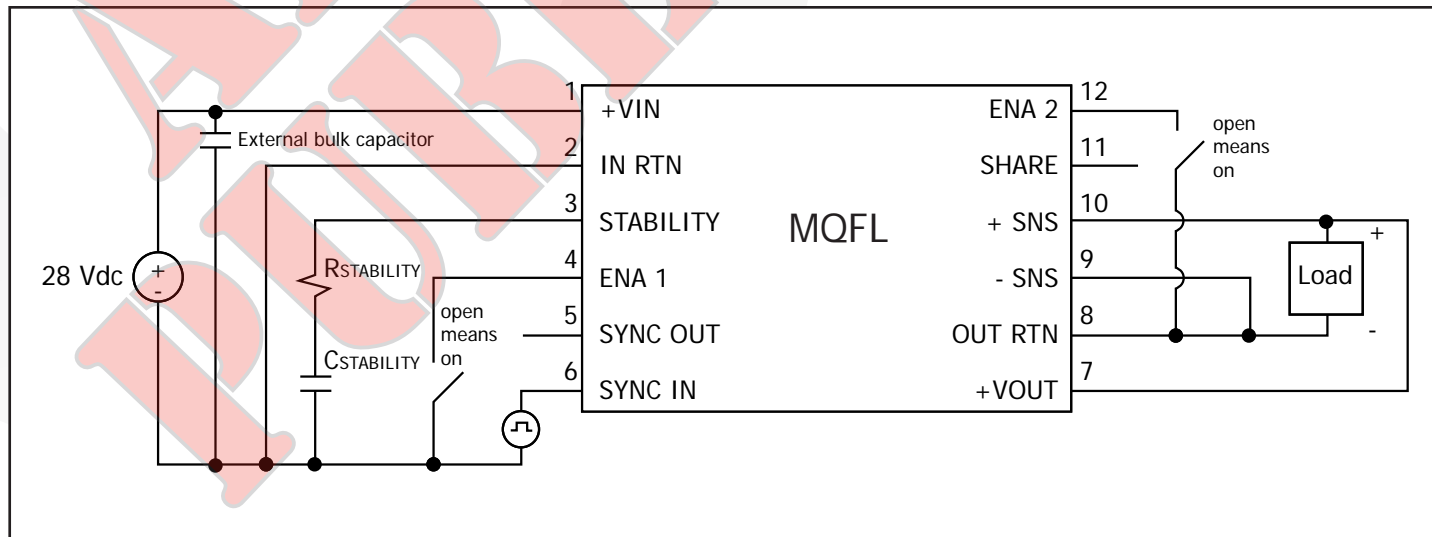 1
+VIN
2
IN RTN
3
STABILITY
4
ENA 1
5
SYNC OUT
6
SYNC IN
MQFL
12
ENA 2
11
SHARE
10
+ SNS
9
- SNS
8
OUT RTN
7
+VOUT
External bulk capacitor
28 Vdc
+
-
RSTABILITY
CSTABILITY
open
means
on
open
means
on
+
Load
-